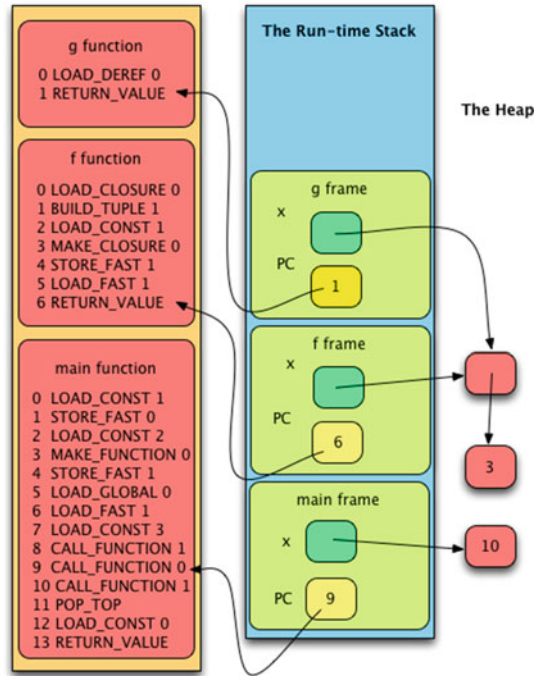 g function
0 LOAD_DEREF 0
1 RETURN_VALUE
f function
0 LOAD_CLOSURE 0
1 BUILD_TUPLE 1
2 LOAD_CONST 1
3 MAKE_CLOSURE 0
4 STORE_FAST 1
5 LOAD_FAST 1
6 RETURN_VALUE
main function
0 LOAD_CONST 1
1 STORE_FAST 0
2 LOAD_CONST 2
3 MAKE_FUNCTION 0
4 STORE_FAST 1
5 LOAD_GLOBAL 0
6 LOAD_FAST 1
7 LOAD_CONST 3
8 CALL_FUNCTION 1
9 CALL_FUNCTION 0
10 CALL_FUNCTION 1
11 POP_TOP
12 LOAD_CONST 0
13 RETURN_VALUE
The Run-time Stack
g frame
x
PC
1
f frame
x
PC
6
main frame
x
PC
9
The Heap
3
10